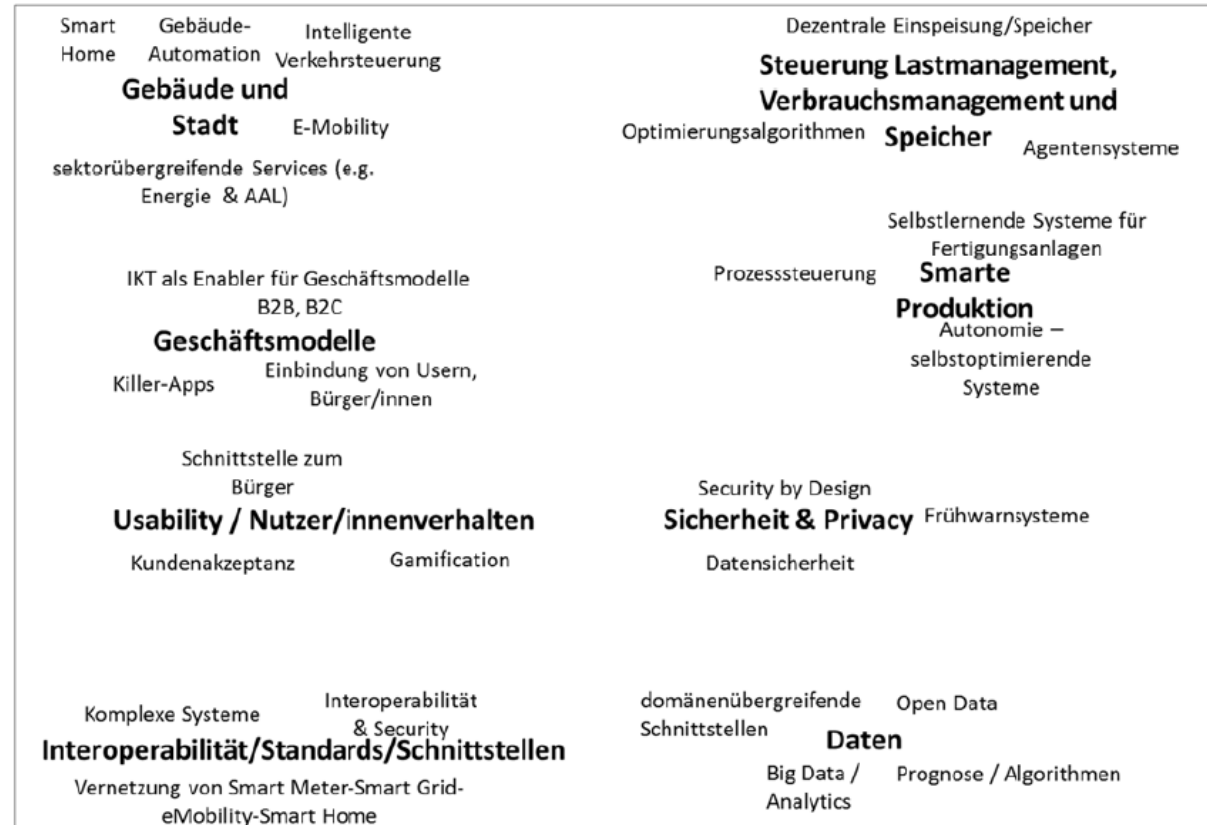 Smart Home
Gebäude-Automation
Intelligente
Verkehrsteuerung
Gebäude und
Stadt
E-Mobility
sektorübergreifende Services (e.g.
Energie & AAL)
Dezentrale Einspeisung/Speicher
Steuerung Lastmanagement,
Verbrauchsmanagement und
Speicher
Optimierungsalgorithmen
Agentensysteme
IKT als Enabler für Geschäftsmodelle
B2B, B2C
Geschäftsmodelle
Killer-Apps
Einbindung von Usern,
Bürger/innen
Selbstlernende Systeme für
Fertigungsanlagen
Prozesssteuerung
Smarte
Produktion
Autonomie –
selbstoptimierende
Systeme
Schnittstelle zum
Bürger
Usability / Nutzer/innenverhalten
Kundenakzeptanz
Gamification
Security by Design
Sicherheit & Privacy
Frühwarnsysteme
Datensicherheit
Komplexe Systeme
Interoperabilität
& Security
Interoperabilität/Standards/Schnittstellen
Vernetzung von Smart Meter-Smart Grid-
eMobility-Smart Home
domänenübergreifende
Schnittstellen
Open Data
Daten
Big Data /
Analytics
Prognose / Algorithmen